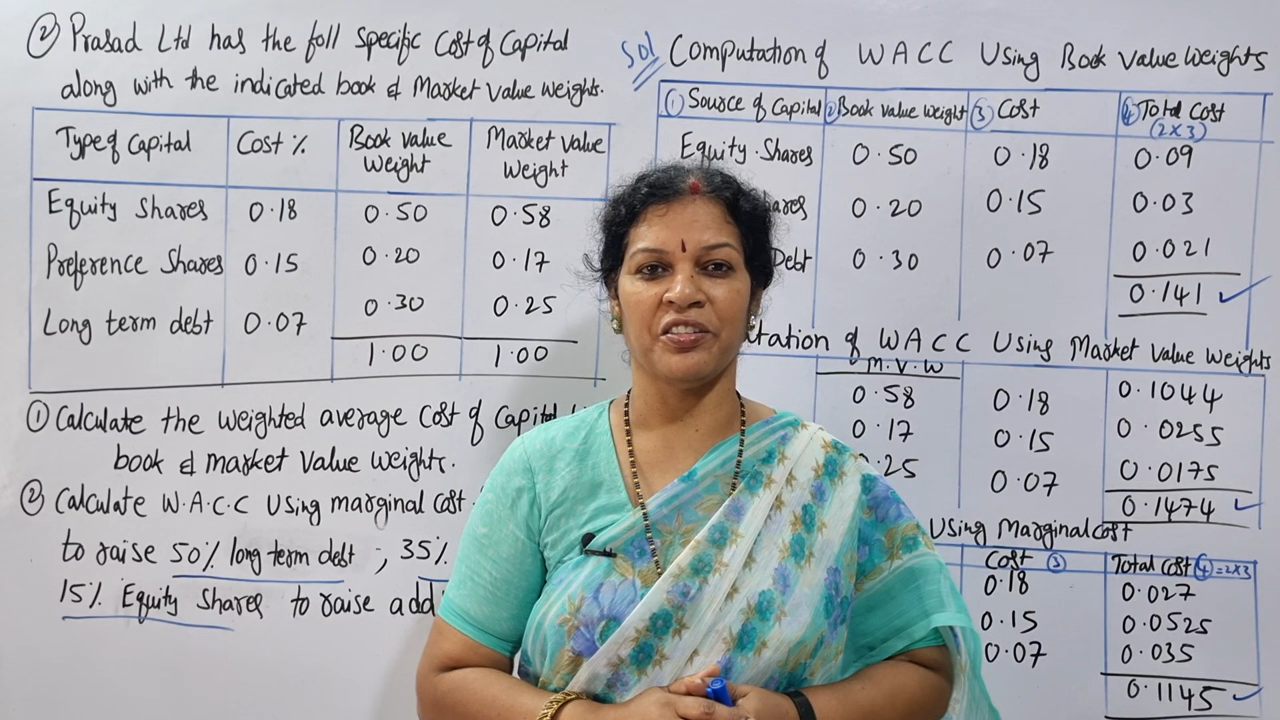 ② Prasad Ltd has the foll specific Cost of Capital
along with the indicated book & Market value weights.
Type of Capital Cost % Book value Weight Market value Weight
Equity Shares 0.18 0.50 0.58
Preference Shares 0.15 0.20 0.17
Long term debt 0.07 0.30 0.25
1.00 1.00
① Calculate the weighted average cost of capital
book & market value weights.
② Calculate W.A.C.C Using marginal cost
to raise 50% long term debt ; 35%
15% Equity Shares to raise add
Sol Computation of WACC Using Book value weights
① Source of Capital ② Book value weight ③ Cost ④ Total Cost (2×3)
Equity Shares 0.50 0.18 0.09
ares 0.20 0.15 0.03
Debt 0.30 0.07 0.021
0.141 ✓
tation of WACC Using Market value weights
M.V.W
0.58 0.18 0.1044
0.17 0.15 0.0255
.25 0.07 0.0175
0.1474 ✓
Using Marginal Cost
Cost ③ Total Cost ④=2×3
0.18 0.027
0.15 0.0525
0.07 0.035
0.1145 ✓